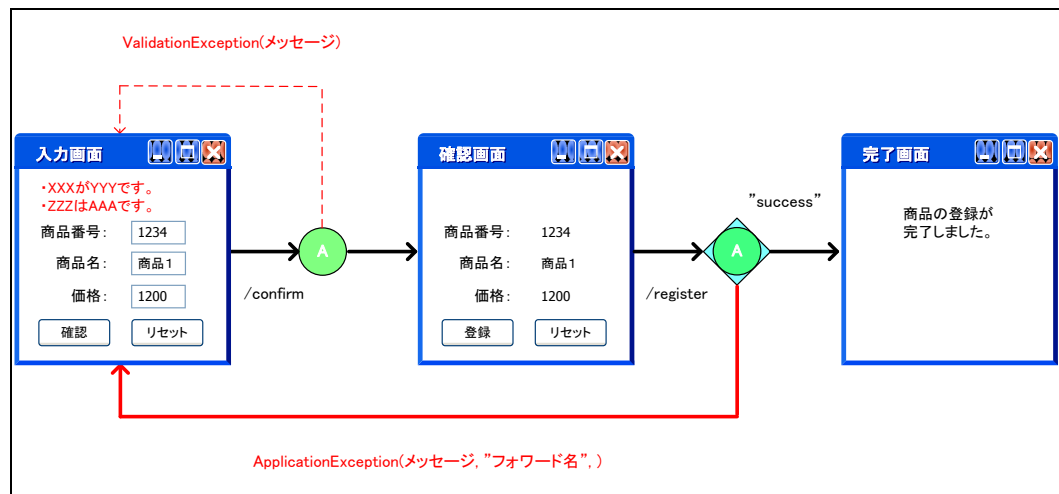 ValidationException(メッセージ)
入力画面
・XXXがYYYです。
・ZZZはAAAです。
商品番号: 1234
商品名: 商品1
価格: 1200
確認 リセット
A
/confirm
確認画面
商品番号: 1234
商品名: 商品1
価格: 1200
登録 リセット
”success”
A
/register
完了画面
商品の登録が
完了しました。
ApplicationException(メッセージ, ”フォワード名”, )